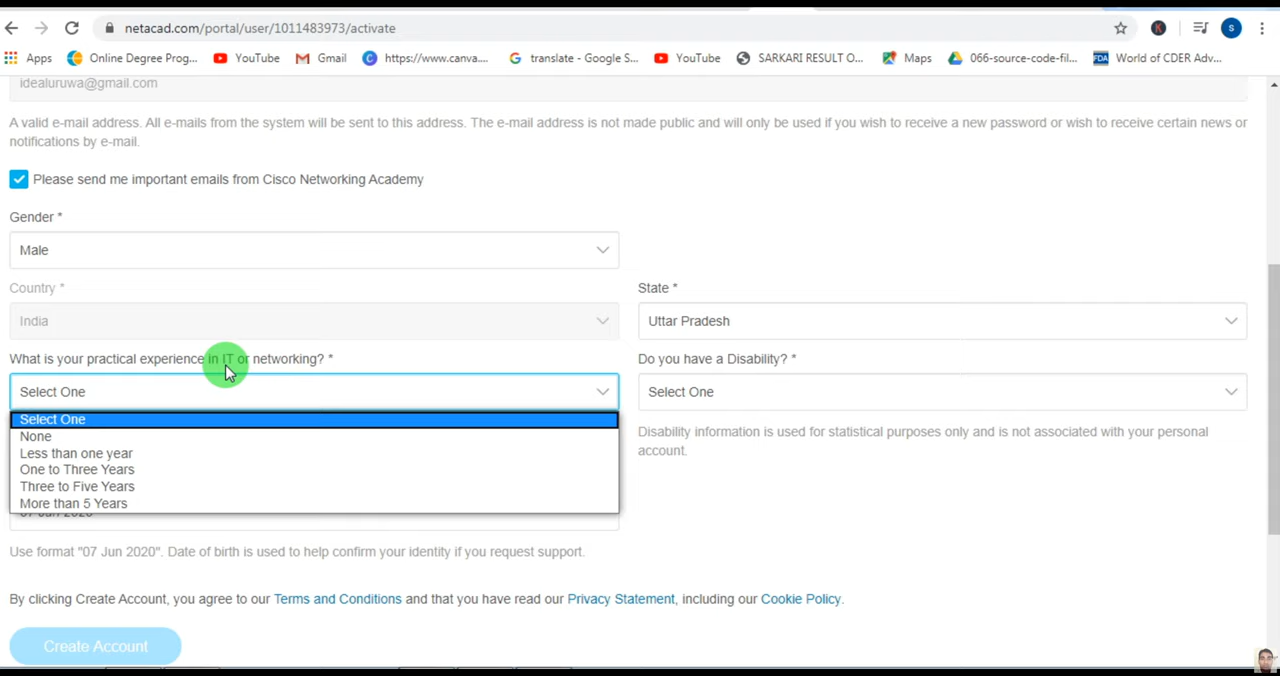 netacad.com/portal/user/1011483973/activate
K
S
Apps
Online Degree Prog...
YouTube
Gmail
C
https://www.canva....
translate - Google S...
YouTube
SARKARI RESULT O...
Maps
066-source-code-fil...
FDA
World of CDER Adv...
idealuruwa@gmail.com
A valid e-mail address. All e-mails from the system will be sent to this address. The e-mail address is not made public and will only be used if you wish to receive a new password or wish to receive certain news or
notifications by e-mail.
Please send me important emails from Cisco Networking Academy
Gender *
Male
Country *
State *
India
Uttar Pradesh
What is your practical experience in IT or networking? *
Do you have a Disability? *
Select One
Select One
Select One
None
Less than one year
One to Three Years
Three to Five Years
More than 5 Years
Disability information is used for statistical purposes only and is not associated with your personal
account.
07 Jun 2020
Use format "07 Jun 2020". Date of birth is used to help confirm your identity if you request support.
By clicking Create Account, you agree to our Terms and Conditions and that you have read our Privacy Statement, including our Cookie Policy.
Create Account